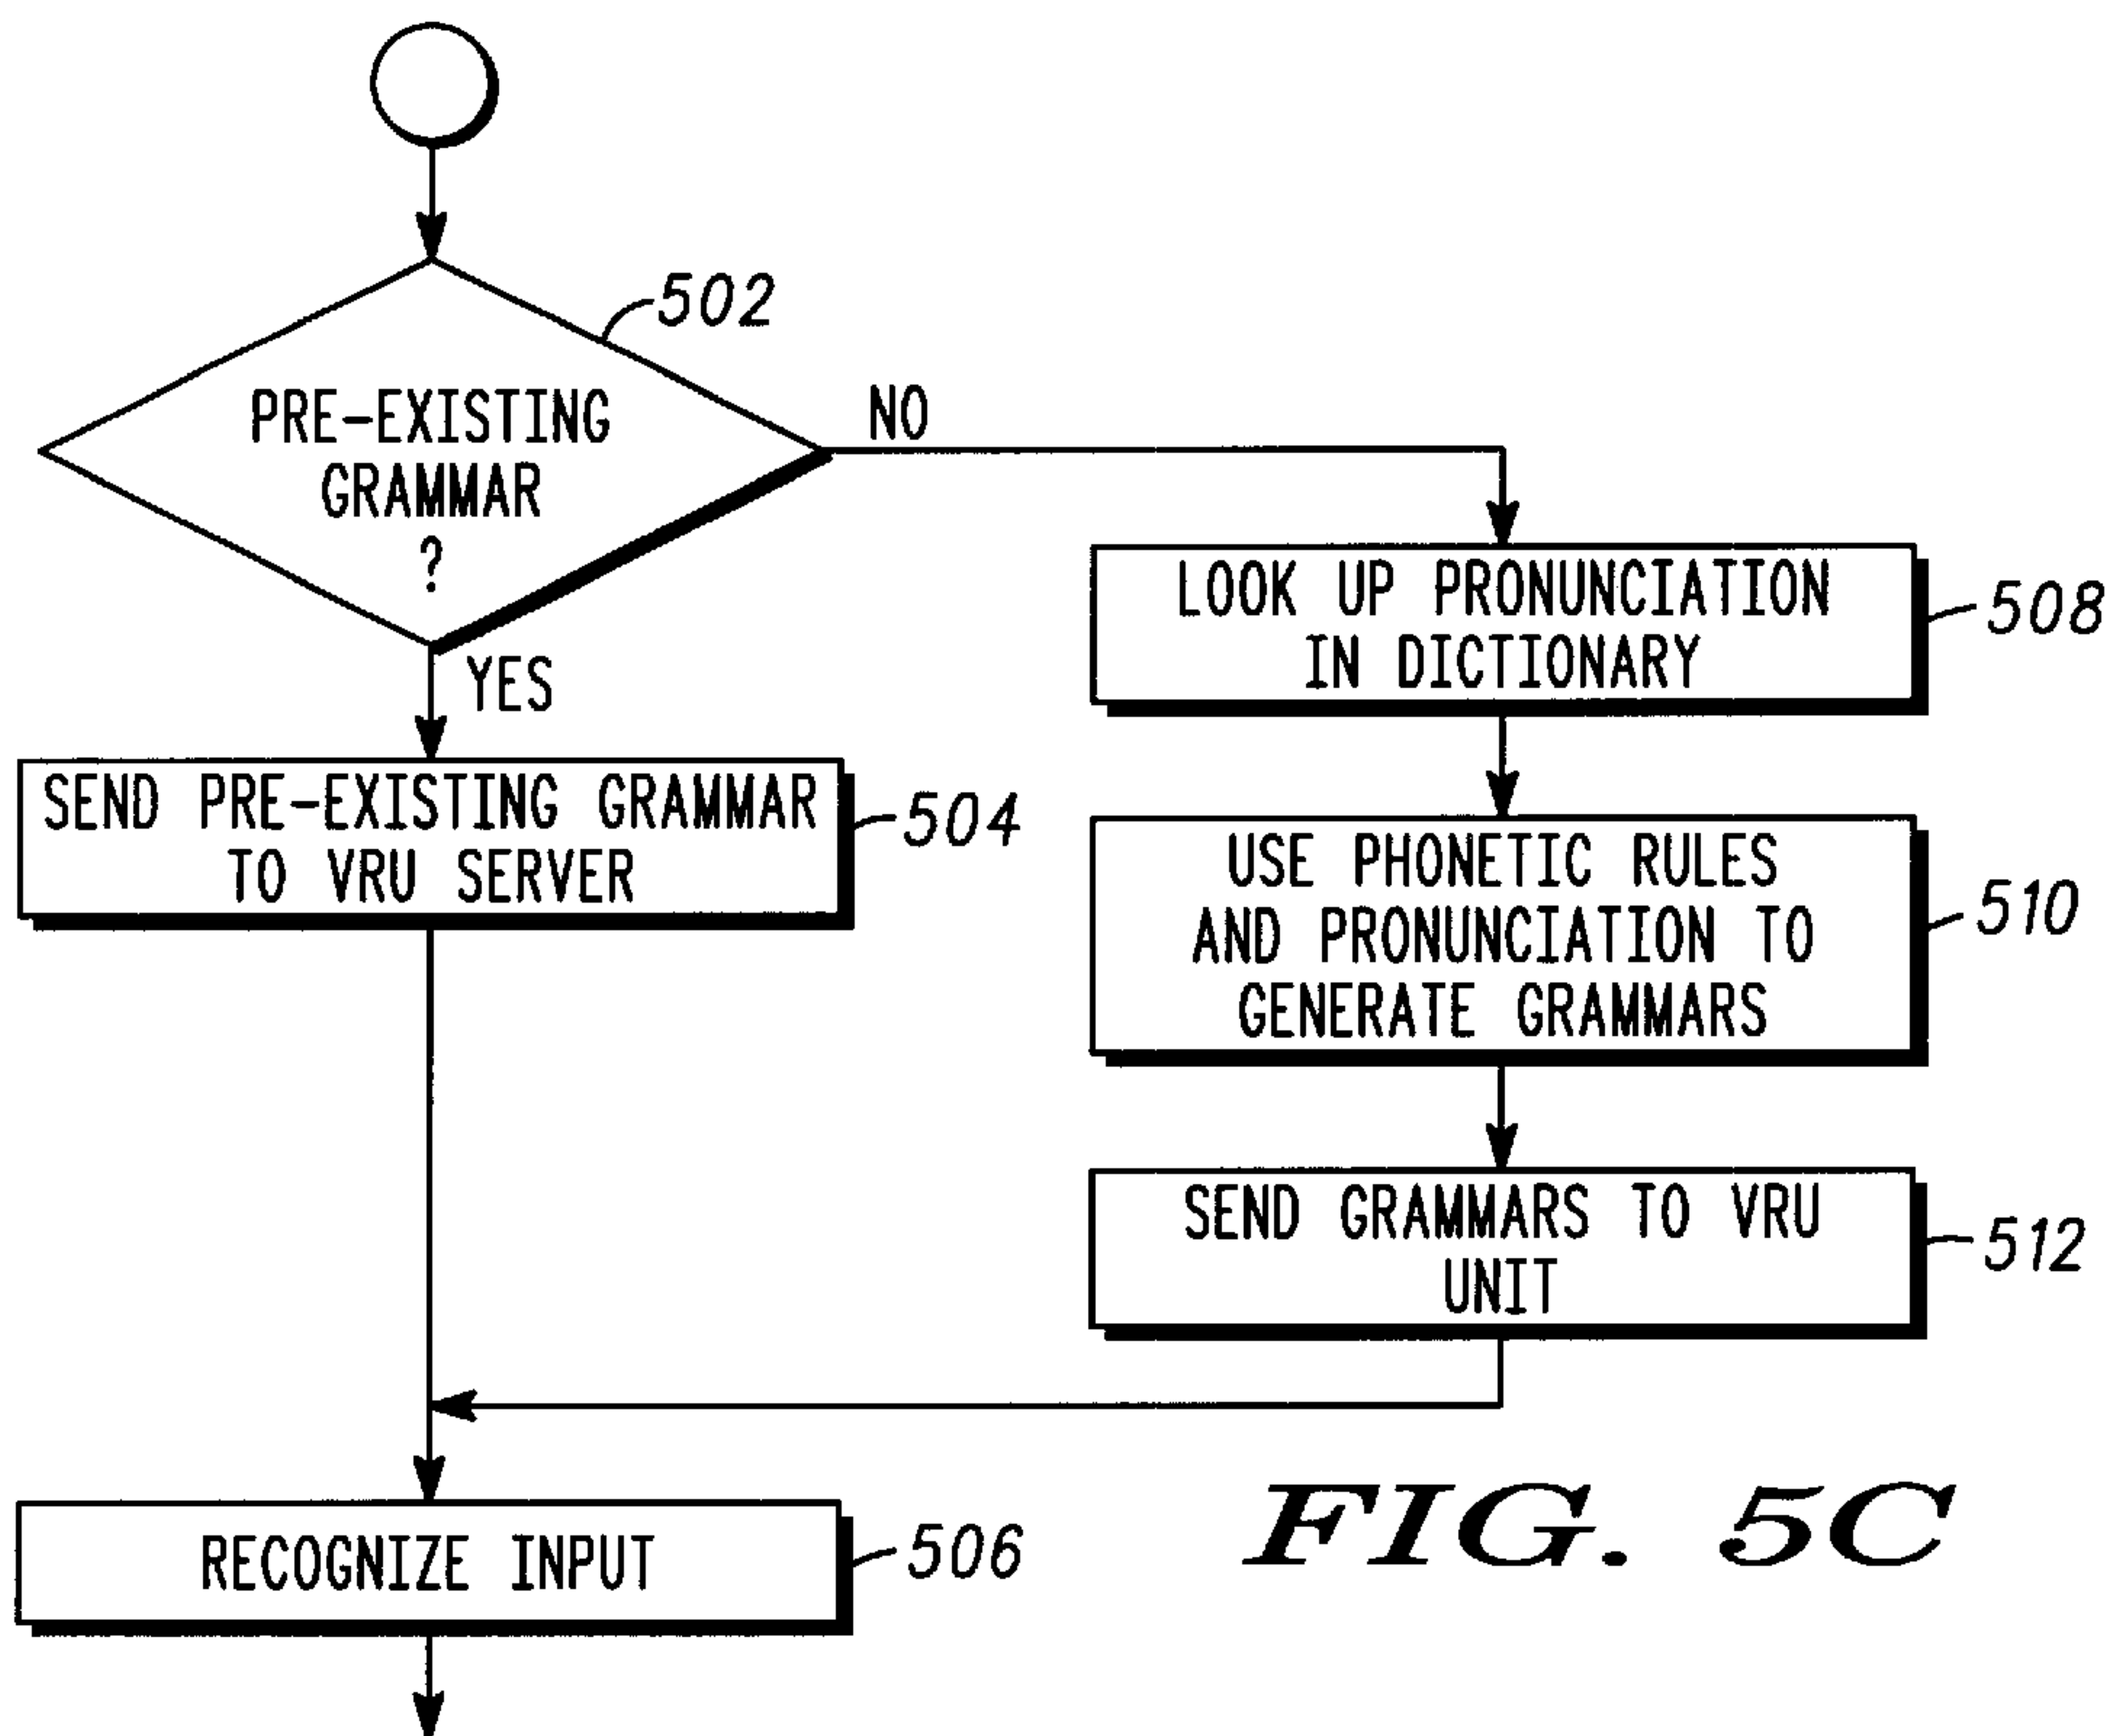 502
PRE-EXISTING
GRAMMAR
?
NO
YES
SEND PRE-EXISTING GRAMMAR
TO VRU SERVER
504
LOOK UP PRONUNCIATION
IN DICTIONARY
508
USE PHONETIC RULES
AND PRONUNCIATION TO
GENERATE GRAMMARS
510
SEND GRAMMARS TO VRU
UNIT
512
RECOGNIZE INPUT
506
FIG. 5C